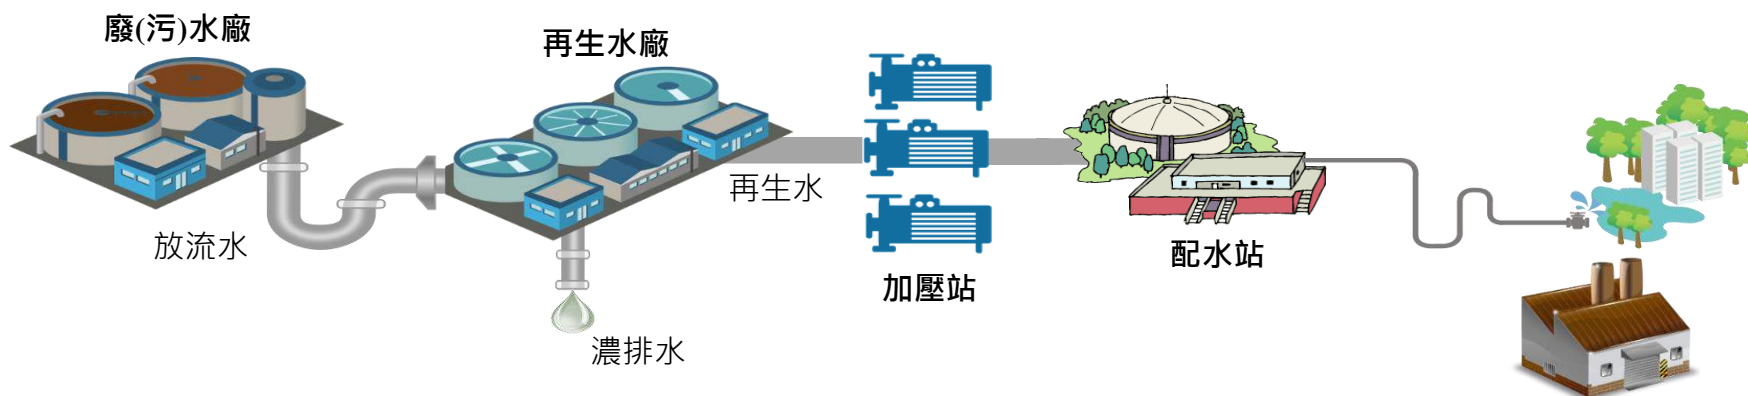 廢(污)水廠
再生水廠
放流水
再生水
濃排水
加壓站
配水站